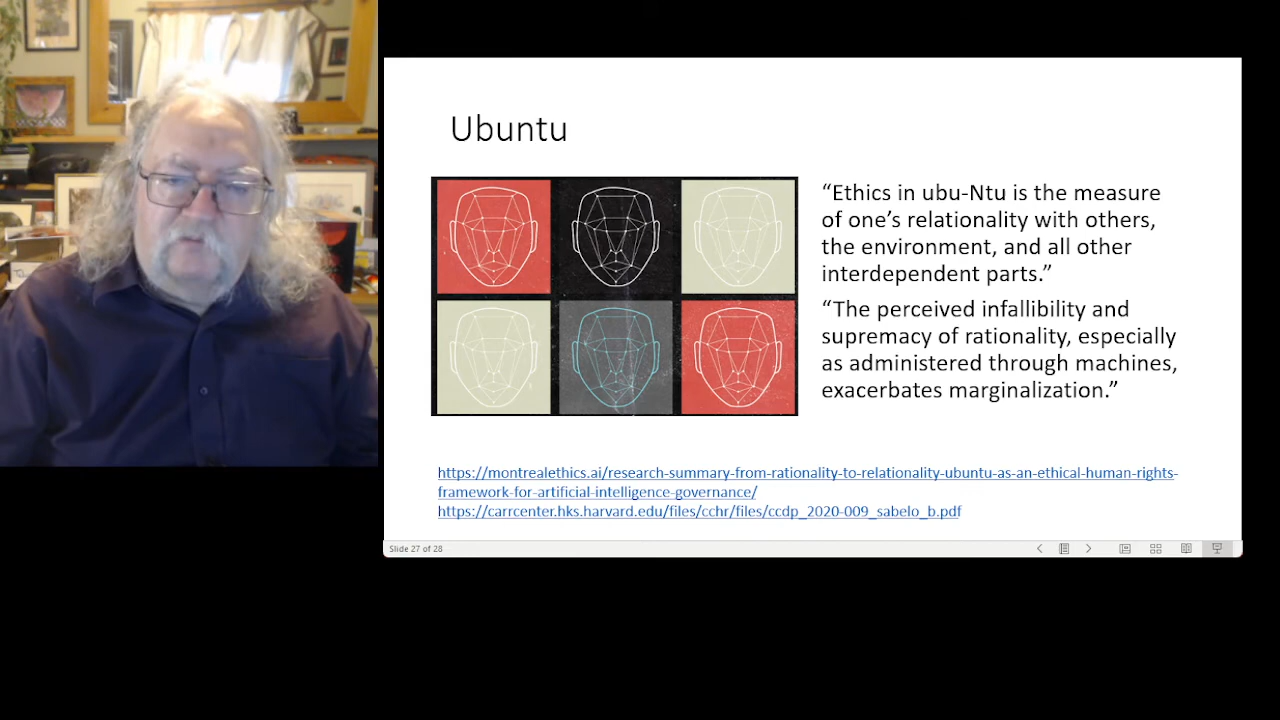 Ubuntu
“Ethics in ubu-Ntu is the measure
of one’s relationality with others,
the environment, and all other
interdependent parts.”
“The perceived infallibility and
supremacy of rationality, especially
as administered through machines,
exacerbates marginalization.”
https://montrealethics.ai/research-summary-from-rationality-to-relationality-ubuntu-as-an-ethical-human-rights-
framework-for-artificial-intelligence-governance/
https://carrcenter.hks.harvard.edu/files/cchr/files/ccdp_2020-009_sabelo_b.pdf
Slide 27 of 28